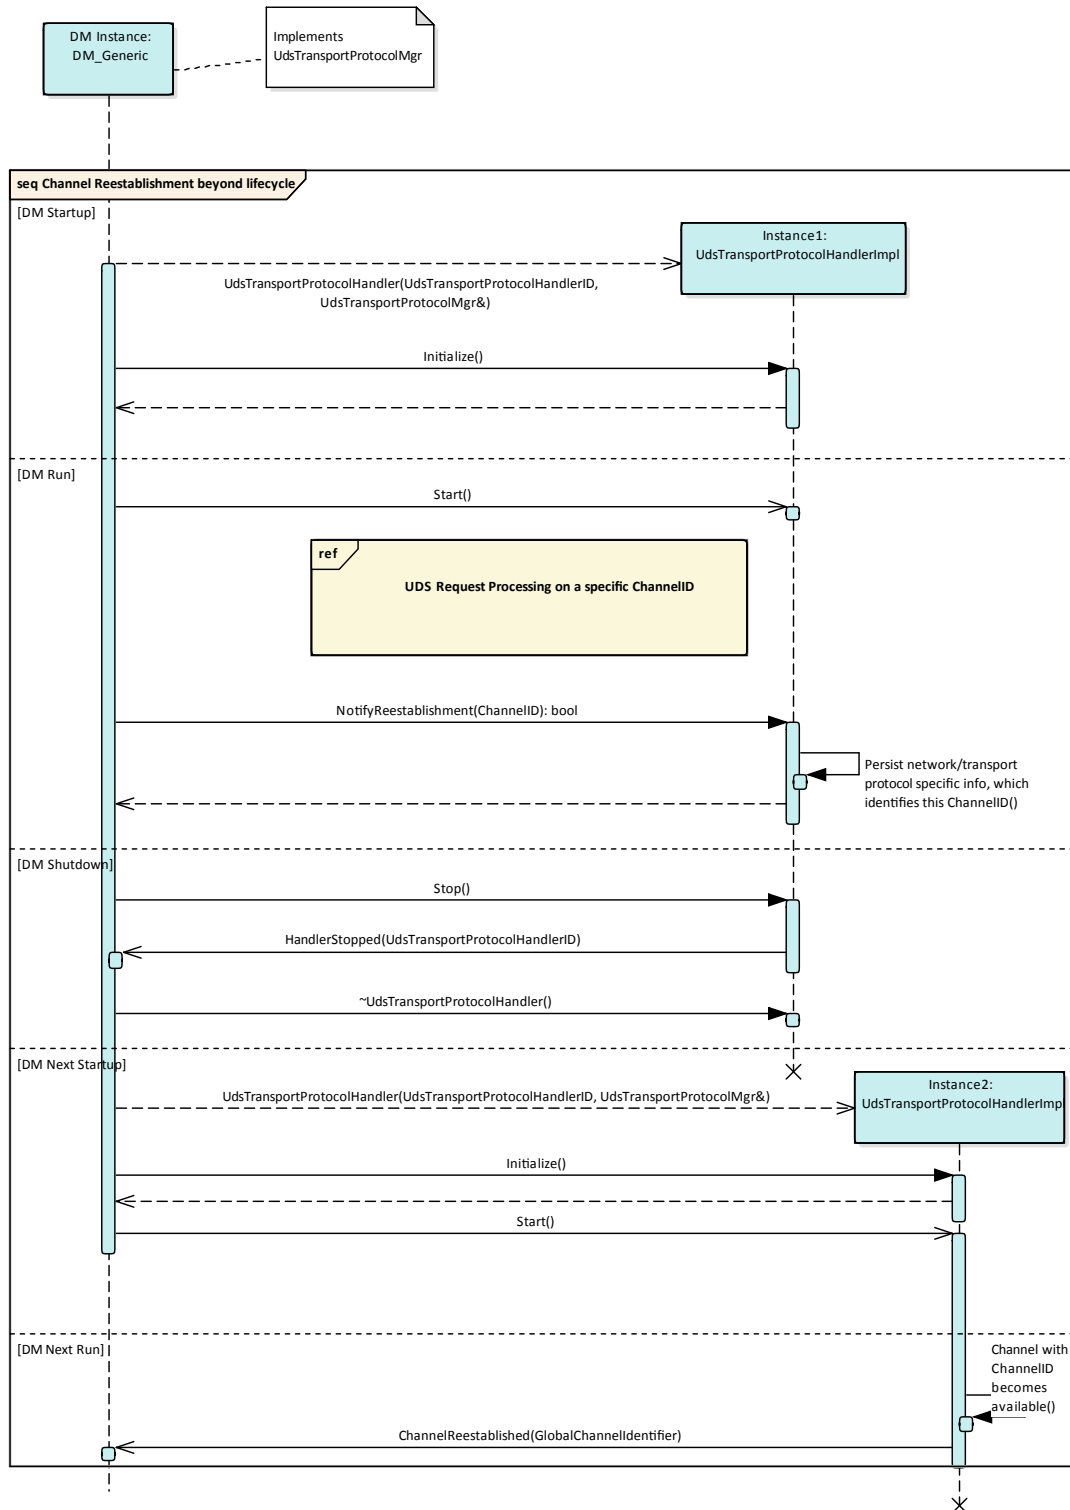 DM Instance:
DM_Generic
Implements
UdsTransportProtocolMgr
seq Channel Reestablishment beyond lifecycle
[DM Startup]
Instance1:
UdsTransportProtocolHandlerImpl
UdsTransportProtocolHandler(UdsTransportProtocolHandlerID,
UdsTransportProtocolMgr&)
Initialize()
[DM Run]
Start()
ref
UDS Request Processing on a specific ChannelID
NotifyReestablishment(ChannelID): bool
Persist network/transport
protocol specific info, which
identifies this ChannelID()
[DM Shutdown]
Stop()
HandlerStopped(UdsTransportProtocolHandlerID)
~UdsTransportProtocolHandler()
[DM Next Startup]
Instance2:
UdsTransportProtocolHandlerImp
UdsTransportProtocolHandler(UdsTransportProtocolHandlerID, UdsTransportProtocolMgr&)
Initialize()
Start()
[DM Next Run]
Channel with
ChannelID
becomes
available()
ChannelReestablished(GlobalChannelIdentifier)